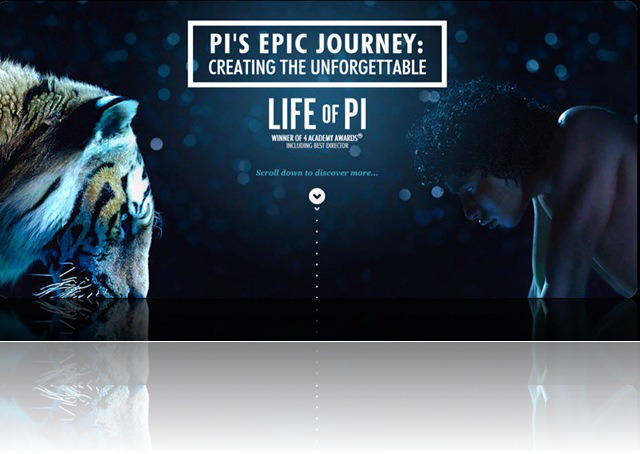 PI'S EPIC JOURNEY:
CREATING THE UNFORGETTABLE
LIFE OF PI
WINNER OF 4 ACADEMY AWARDS®
INCLUDING BEST DIRECTOR
Scroll down to discover more...